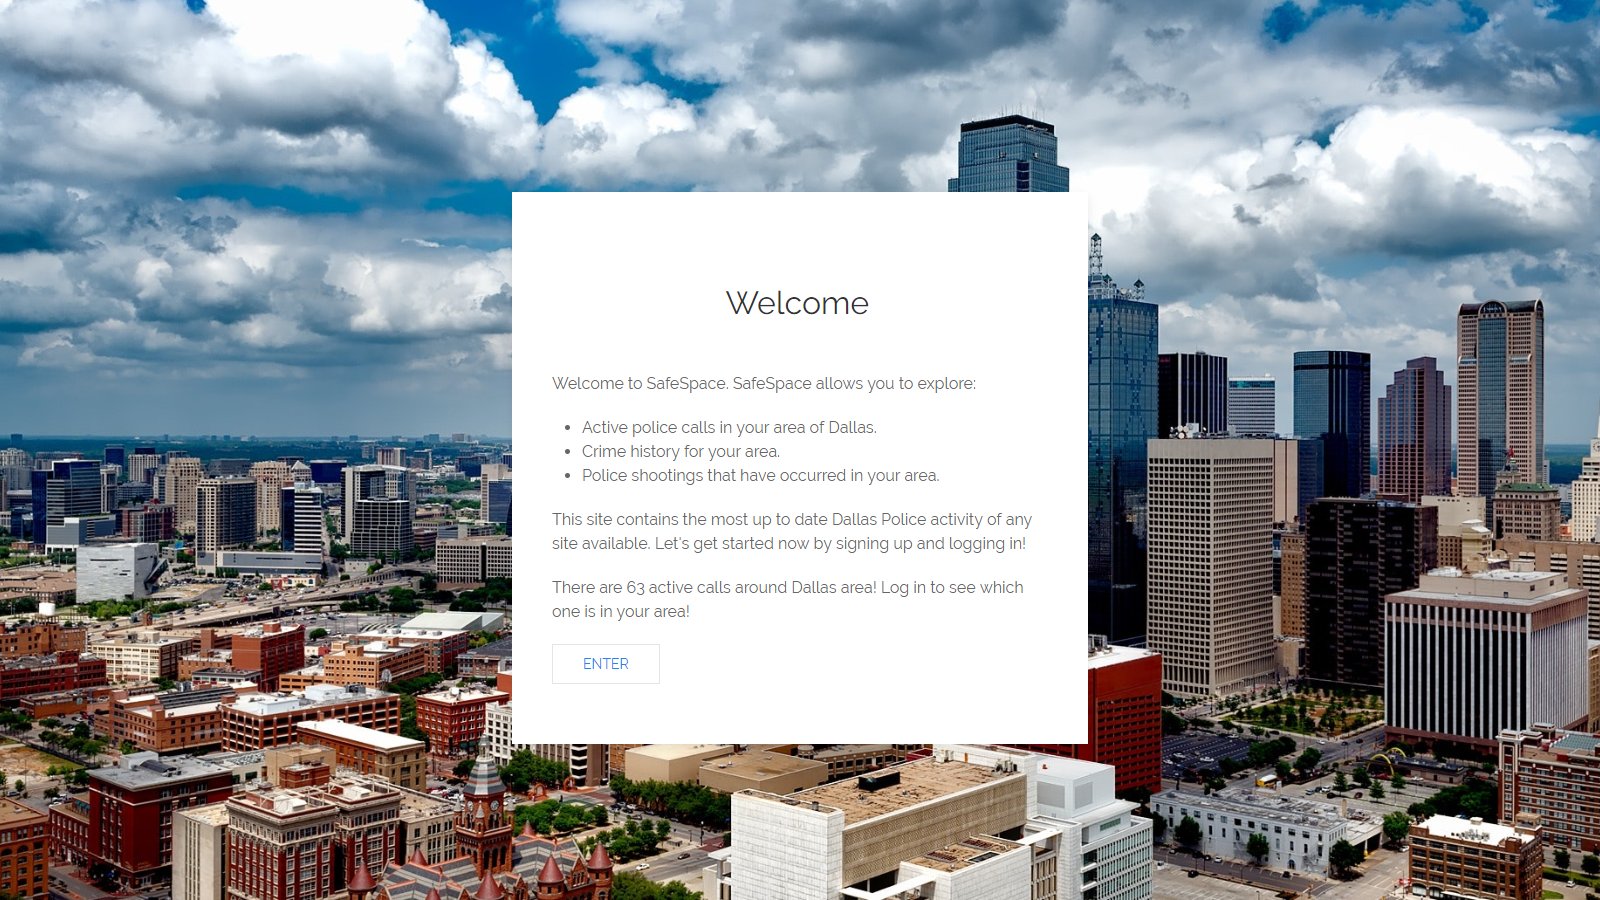 Welcome
Welcome to SafeSpace. SafeSpace allows you to explore:
Active police calls in your area of Dallas.
Crime history for your area.
Police shootings that have occurred in your area.
This site contains the most up to date Dallas Police activity of any
site available. Let's get started now by signing up and logging in!
There are 63 active calls around Dallas area! Log in to see which
one is in your area!
ENTER